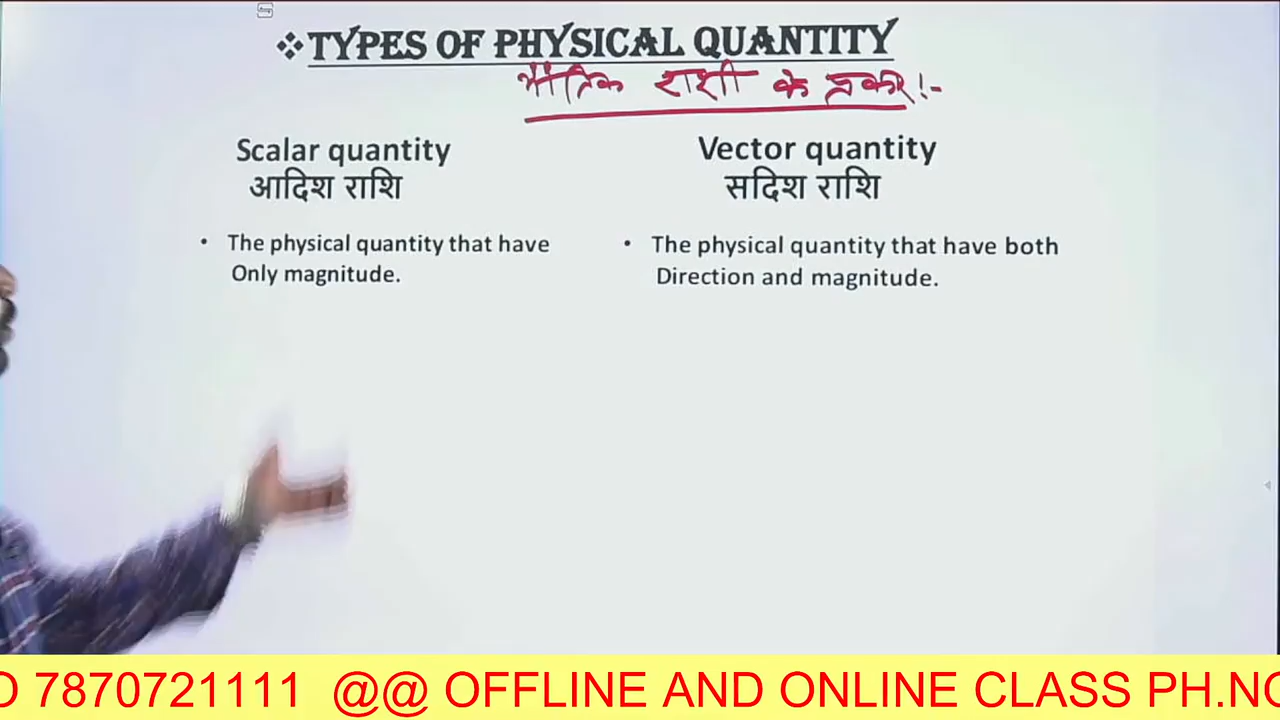 ❖TYPES OF PHYSICAL QUANTITY
भौतिक राशी के प्रकार :-
Scalar quantity
आदिश राशि
• The physical quantity that have
Only magnitude.
Vector quantity
सदिश राशि
• The physical quantity that have both
Direction and magnitude.
O 7870721111 @@ OFFLINE AND ONLINE CLASS PH.NO